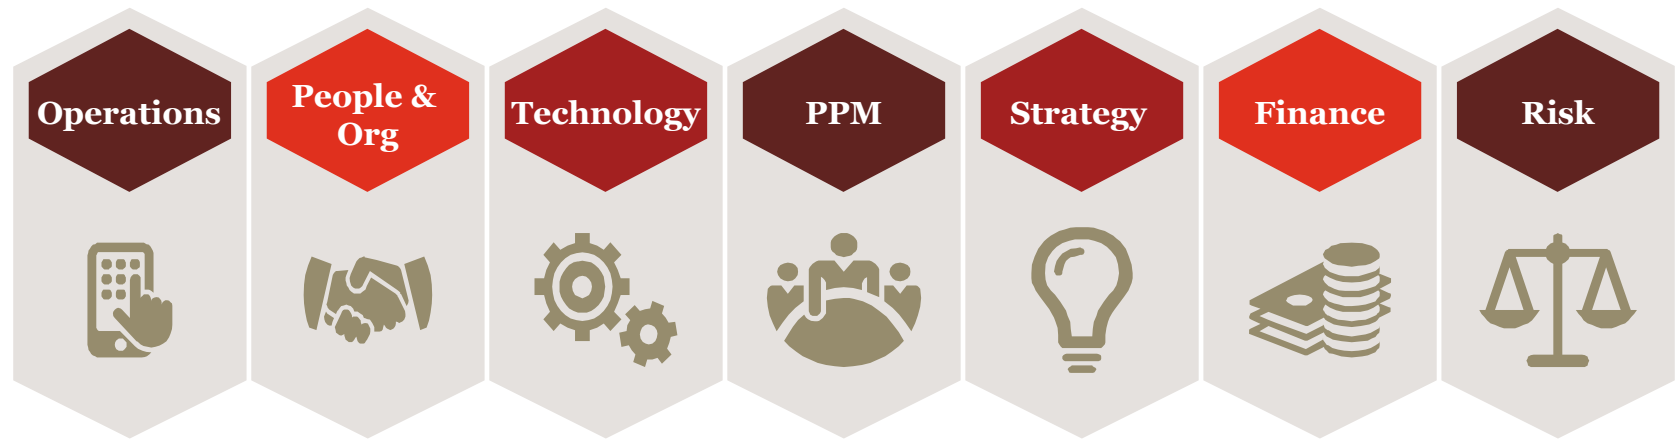 Operations
People &
Org
Technology
PPM
Strategy
Finance
Risk